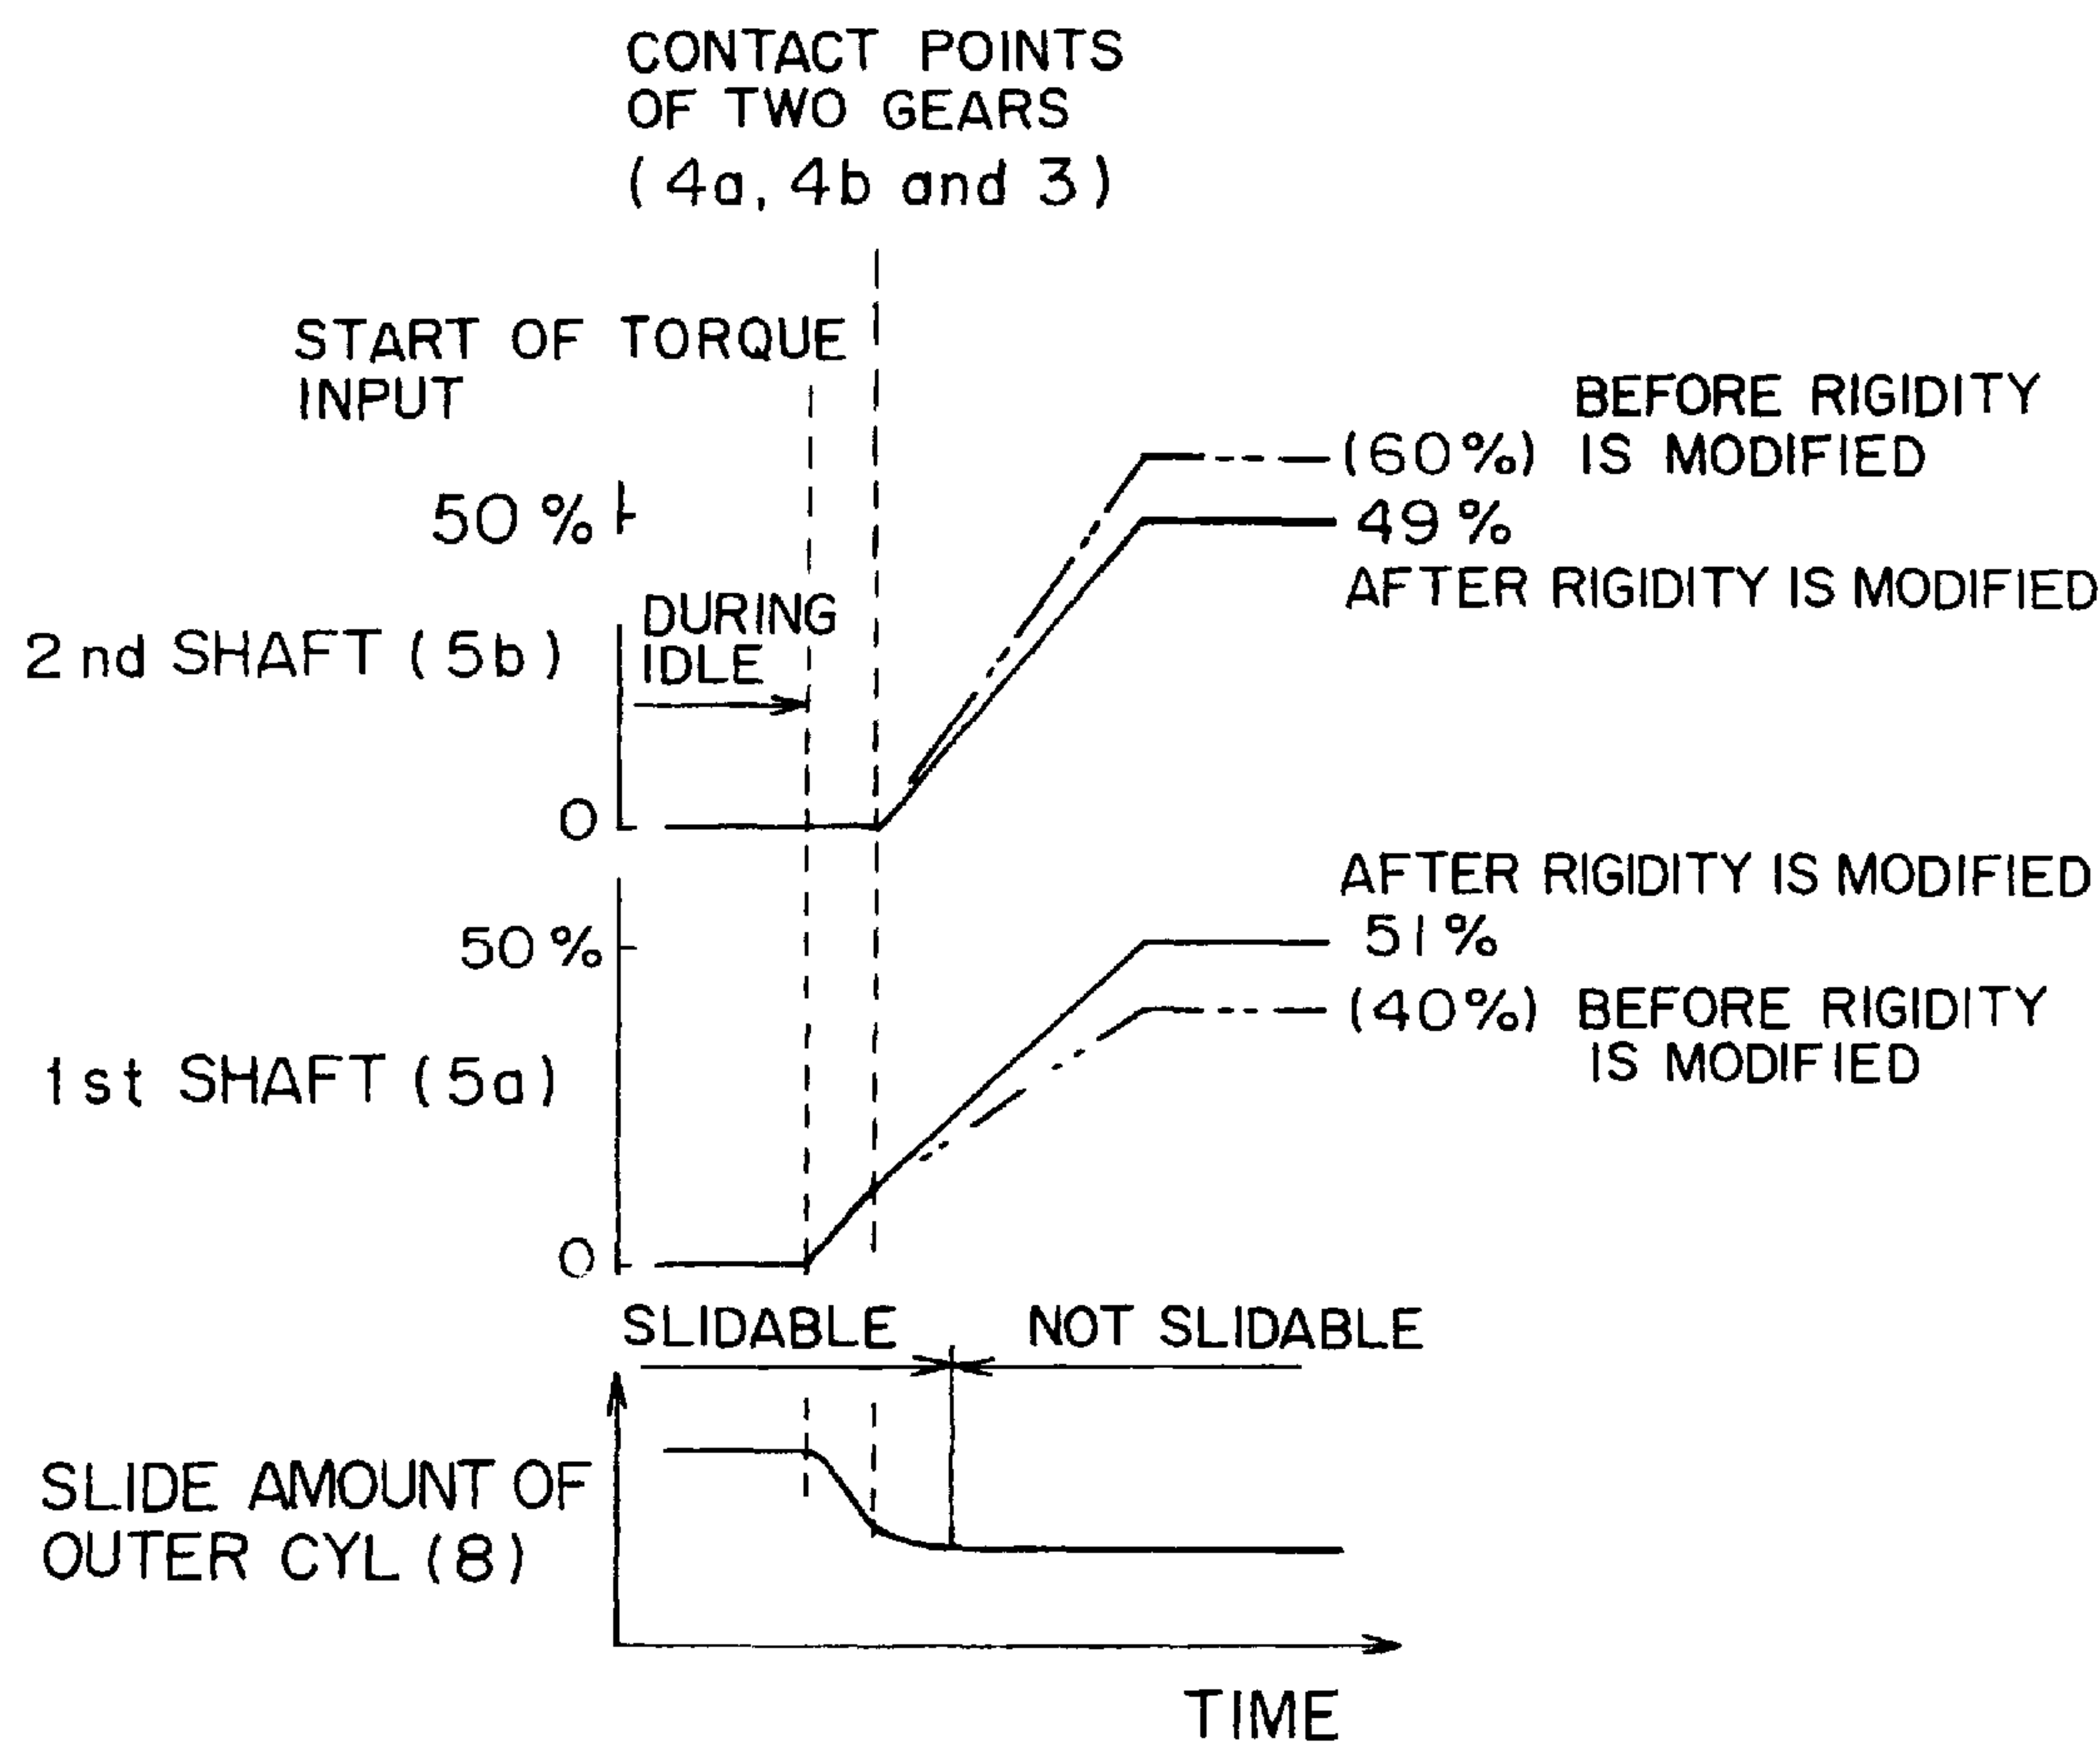 CONTACT POINTS
OF TWO GEARS
(4a, 4b and 3)
START OF TORQUE
INPUT
BEFORE RIGIDITY
(60%) IS MODIFIED
50%
49%
AFTER RIGIDITY IS MODIFIED
DURING
IDLE
2nd SHAFT (5b)
0
AFTER RIGIDITY IS MODIFIED
50%
51%
(40%) BEFORE RIGIDITY
IS MODIFIED
1st SHAFT (5a)
0
SLIDABLE NOT SLIDABLE
SLIDE AMOUNT OF
OUTER CYL (8)
TIME